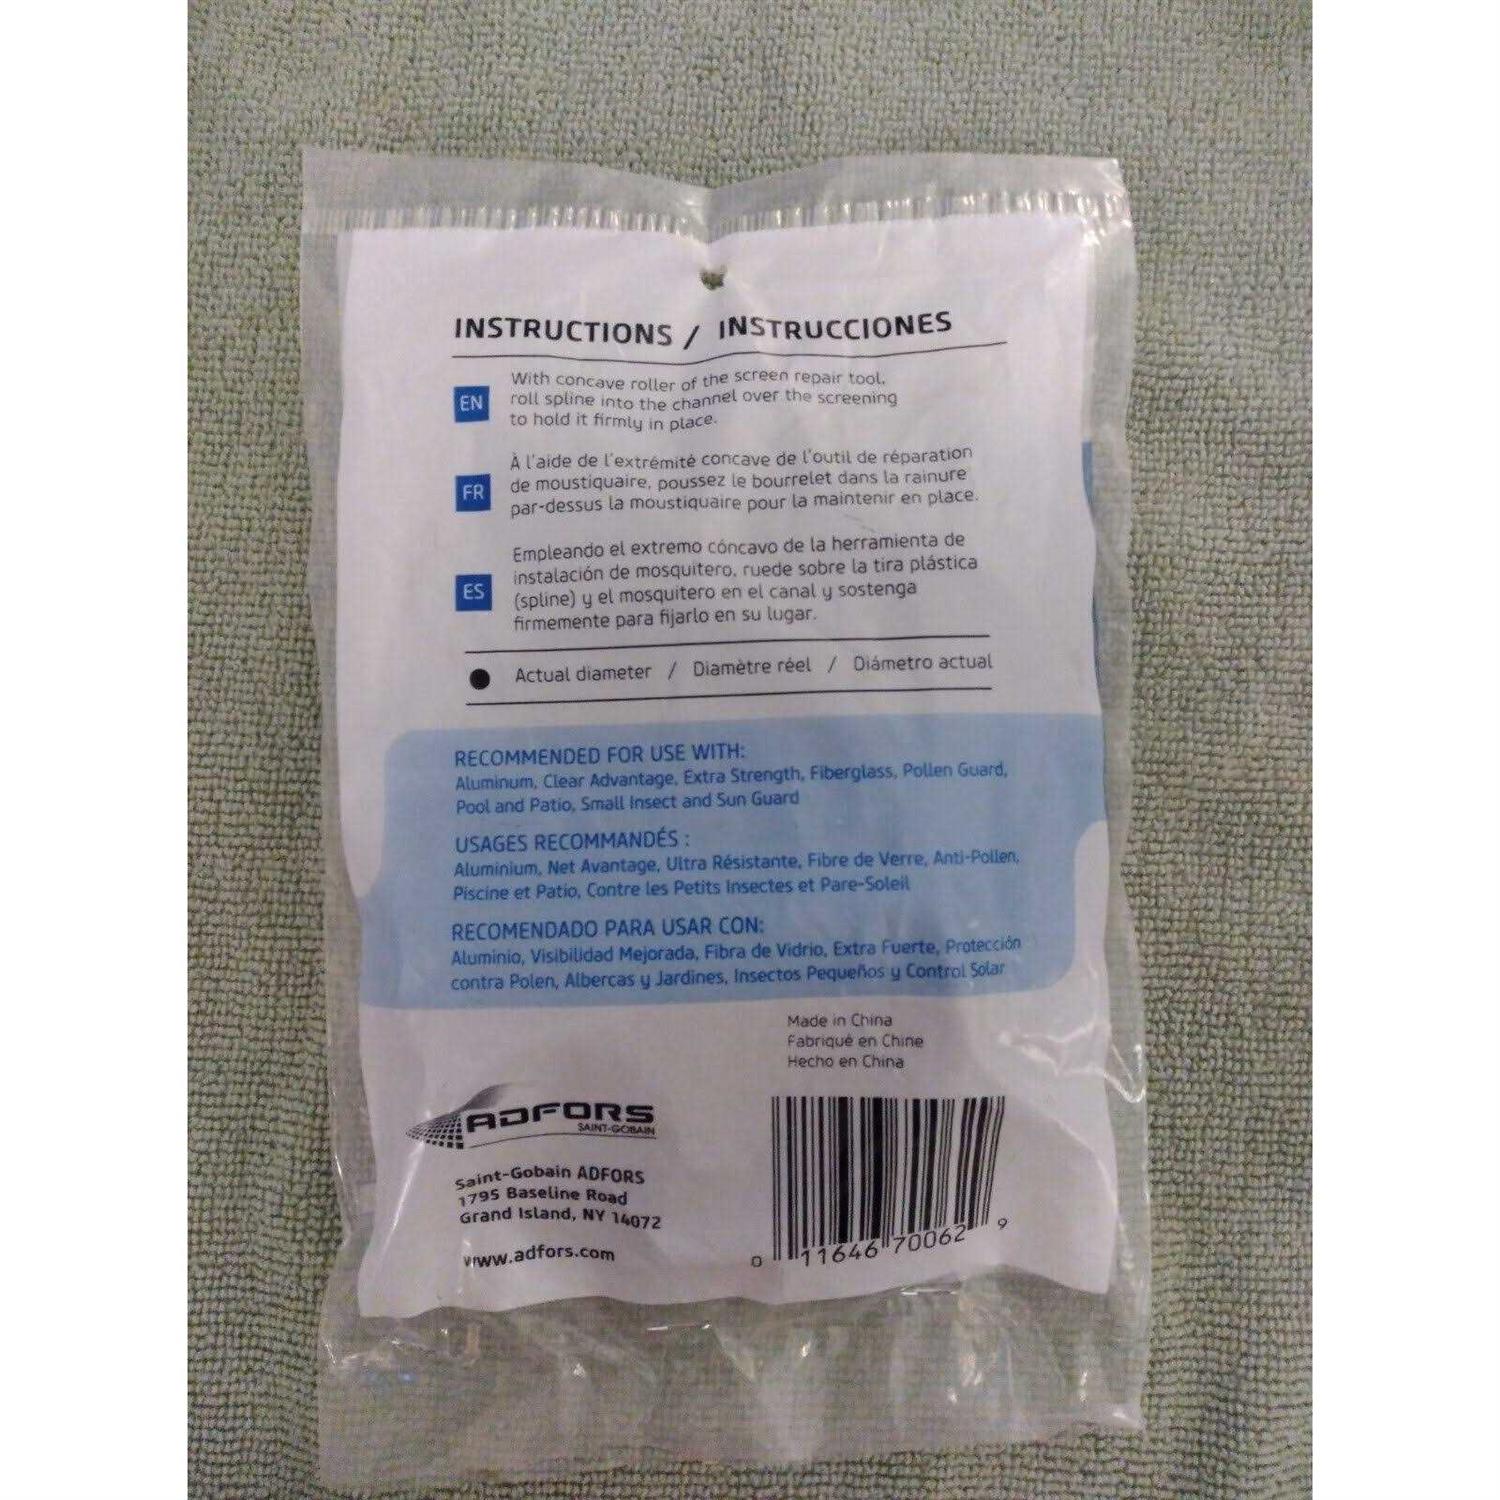 INSTRUCTIONS / INSTRUCCIONES
EN
With concave roller of the screen repair tool,
roll spline into the channel over the screening
to hold it firmly in place.
FR
À l'aide de l'extrémité concave de l'outil de réparation
de moustiquaire, poussez le bourrelet dans la rainure
par-dessus la moustiquaire pour la maintenir en place.
ES
Empleando el extremo cóncavo de la herramienta de
instalación de mosquitero, ruede sobre la tira plástica
(spline) y el mosquitero en el canal y sostenga
firmemente para fijarlo en su lugar.
Actual diameter / Diamètre réel / Diámetro actual
RECOMMENDED FOR USE WITH:
Aluminum, Clear Advantage, Extra Strength, Fiberglass, Pollen Guard,
Pool and Patio, Small Insect and Sun Guard
USAGES RECOMMANDÉS :
Aluminium, Net Avantage, Ultra Résistante, Fibre de Verre, Anti-Pollen,
Piscine et Patio, Contre les Petits Insectes et Pare-Soleil
RECOMENDADO PARA USAR CON:
Aluminio, Visibilidad Mejorada, Fibra de Vidrio, Extra Fuerte, Protección
contra Polen, Albercas y Jardines, Insectos Pequeños y Control Solar
Made in China
Fabriqué en Chine
Hecho en China
ADFORS
SAINT-GOBAIN
Saint-Gobain ADFORS
1795 Baseline Road
Grand Island, NY 14072
www.adfors.com
0 11646 70062 9